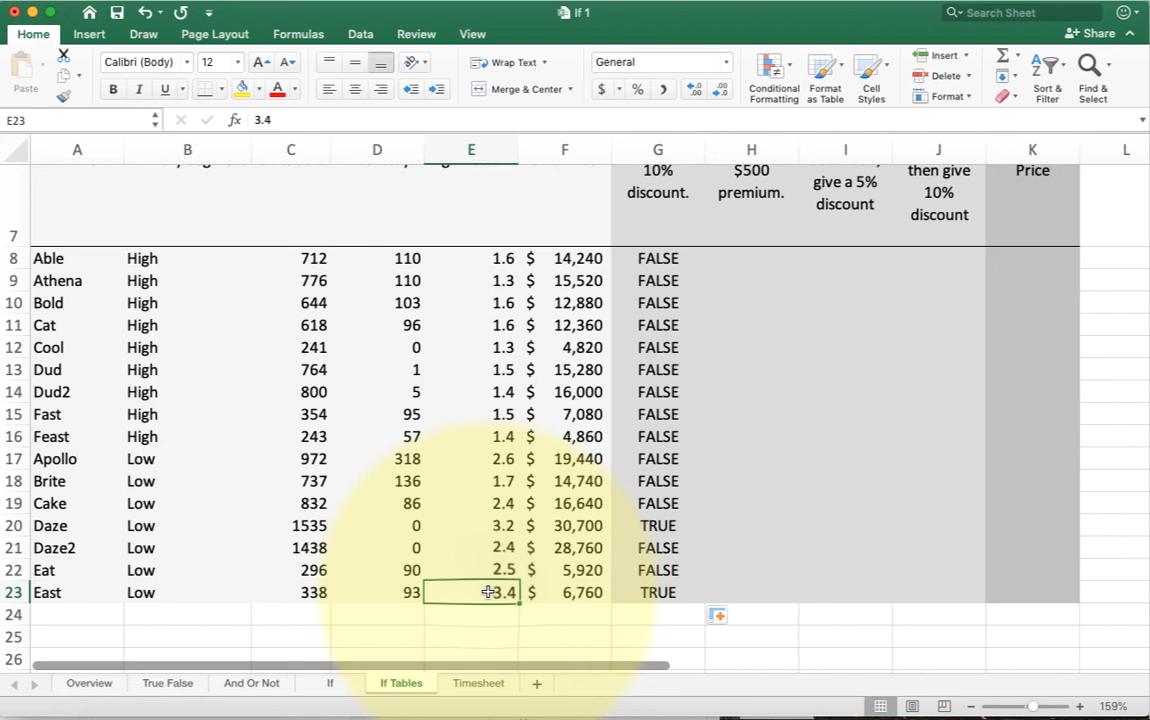 If 1
Search Sheet
Home Insert Draw Page Layout Formulas Data Review View
Share
Paste
Calibri (Body) 12
B I U
Wrap Text
Merge & Center
General
$ %
Conditional Formatting
Format as Table
Cell Styles
Insert
Delete
Format
Sort & Filter
Find & Select
E23 fx 3.4
A B C D E F G H I J K L
10% $500 then give Price
discount. premium. give a 5% 10%
discount discount
7
8 Able High 712 110 1.6 $ 14,240 FALSE
9 Athena High 776 110 1.3 $ 15,520 FALSE
10 Bold High 644 103 1.6 $ 12,880 FALSE
11 Cat High 618 96 1.6 $ 12,360 FALSE
12 Cool High 241 0 1.3 $ 4,820 FALSE
13 Dud High 764 1 1.5 $ 15,280 FALSE
14 Dud2 High 800 5 1.4 $ 16,000 FALSE
15 Fast High 354 95 1.5 $ 7,080 FALSE
16 Feast High 243 57 1.4 $ 4,860 FALSE
17 Apollo Low 972 318 2.6 $ 19,440 FALSE
18 Brite Low 737 136 1.7 $ 14,740 FALSE
19 Cake Low 832 86 2.4 $ 16,640 FALSE
20 Daze Low 1535 0 3.2 $ 30,700 TRUE
21 Daze2 Low 1438 0 2.4 $ 28,760 FALSE
22 Eat Low 296 90 2.5 $ 5,920 FALSE
23 East Low 338 93 3.4 $ 6,760 TRUE
24
25
26
Overview True False And Or Not If If Tables Timesheet
159%